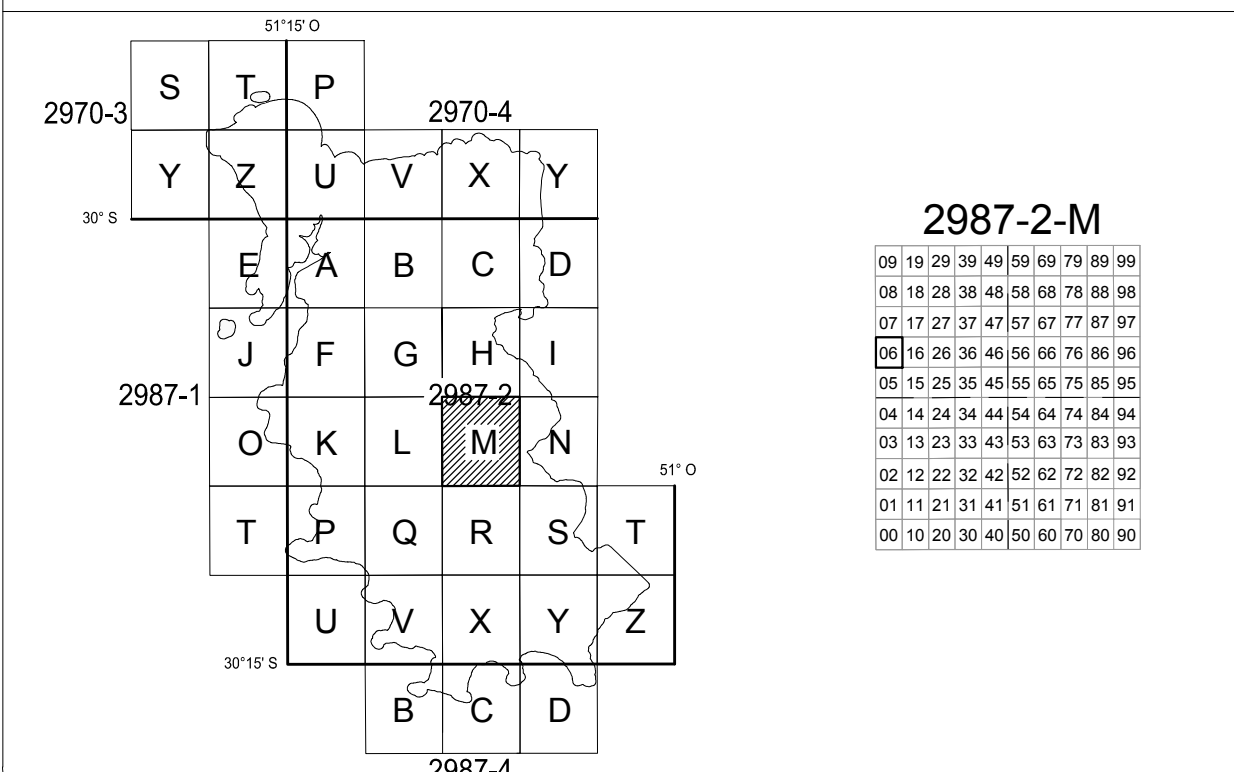 51°15' O
S T P
2970-3 2970-4
Y Z U V X Y
30° S
E A B C D
J F G H I
2987-1 2987-2
O K L M N
51° O
T P Q R S T
U V X Y Z
30°15' S
B C D
2987-4
2987-2-M
09 19 29 39 49 59 69 79 89 99
08 18 28 38 48 58 68 78 88 98
07 17 27 37 47 57 67 77 87 97
06 16 26 36 46 56 66 76 86 96
05 15 25 35 45 55 65 75 85 95
04 14 24 34 44 54 64 74 84 94
03 13 23 33 43 53 63 73 83 93
02 12 22 32 42 52 62 72 82 92
01 11 21 31 41 51 61 71 81 91
00 10 20 30 40 50 60 70 80 90